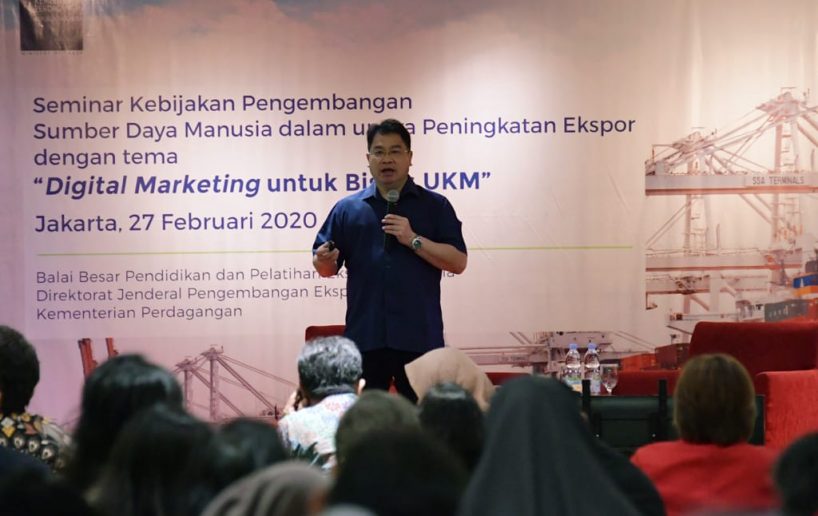 Seminar Kebijakan Pengembangan
Sumber Daya Manusia dalam Peningkatan Ekspor
dengan tema
"Digital Marketing untuk UKM"
Jakarta, 27 Februari 2020
Balai Besar Pendidikan dan Pelatihan
Direktorat Jenderal Pengembangan
Kementerian Perdagangan
SSA TERMINALS